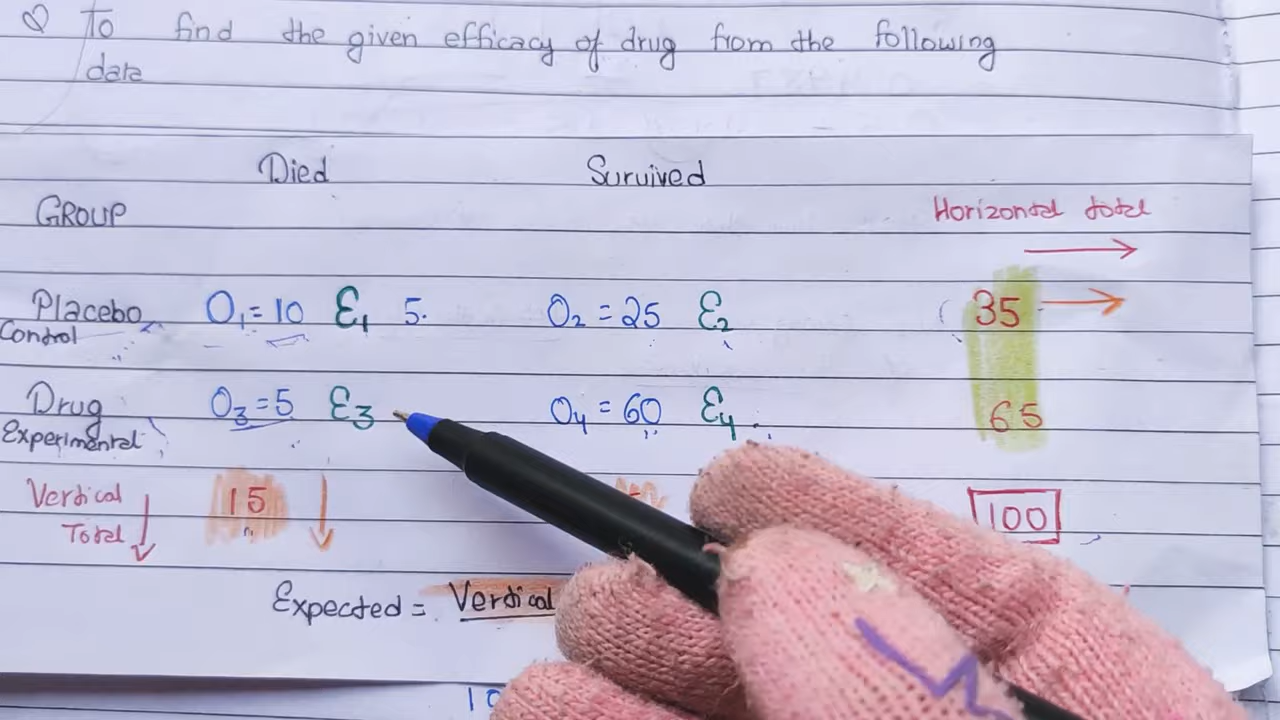 To find the given efficacy of drug from the following
data
Died Survived
GROUP Horizontal total
Placebo O1 = 10 E1 5. O2 = 25 E2 35
Control
Drug O3 = 5 E3 O4 = 60 E4 65
Experimental
Vertical 15 100
Total
Expected = Vertical
10